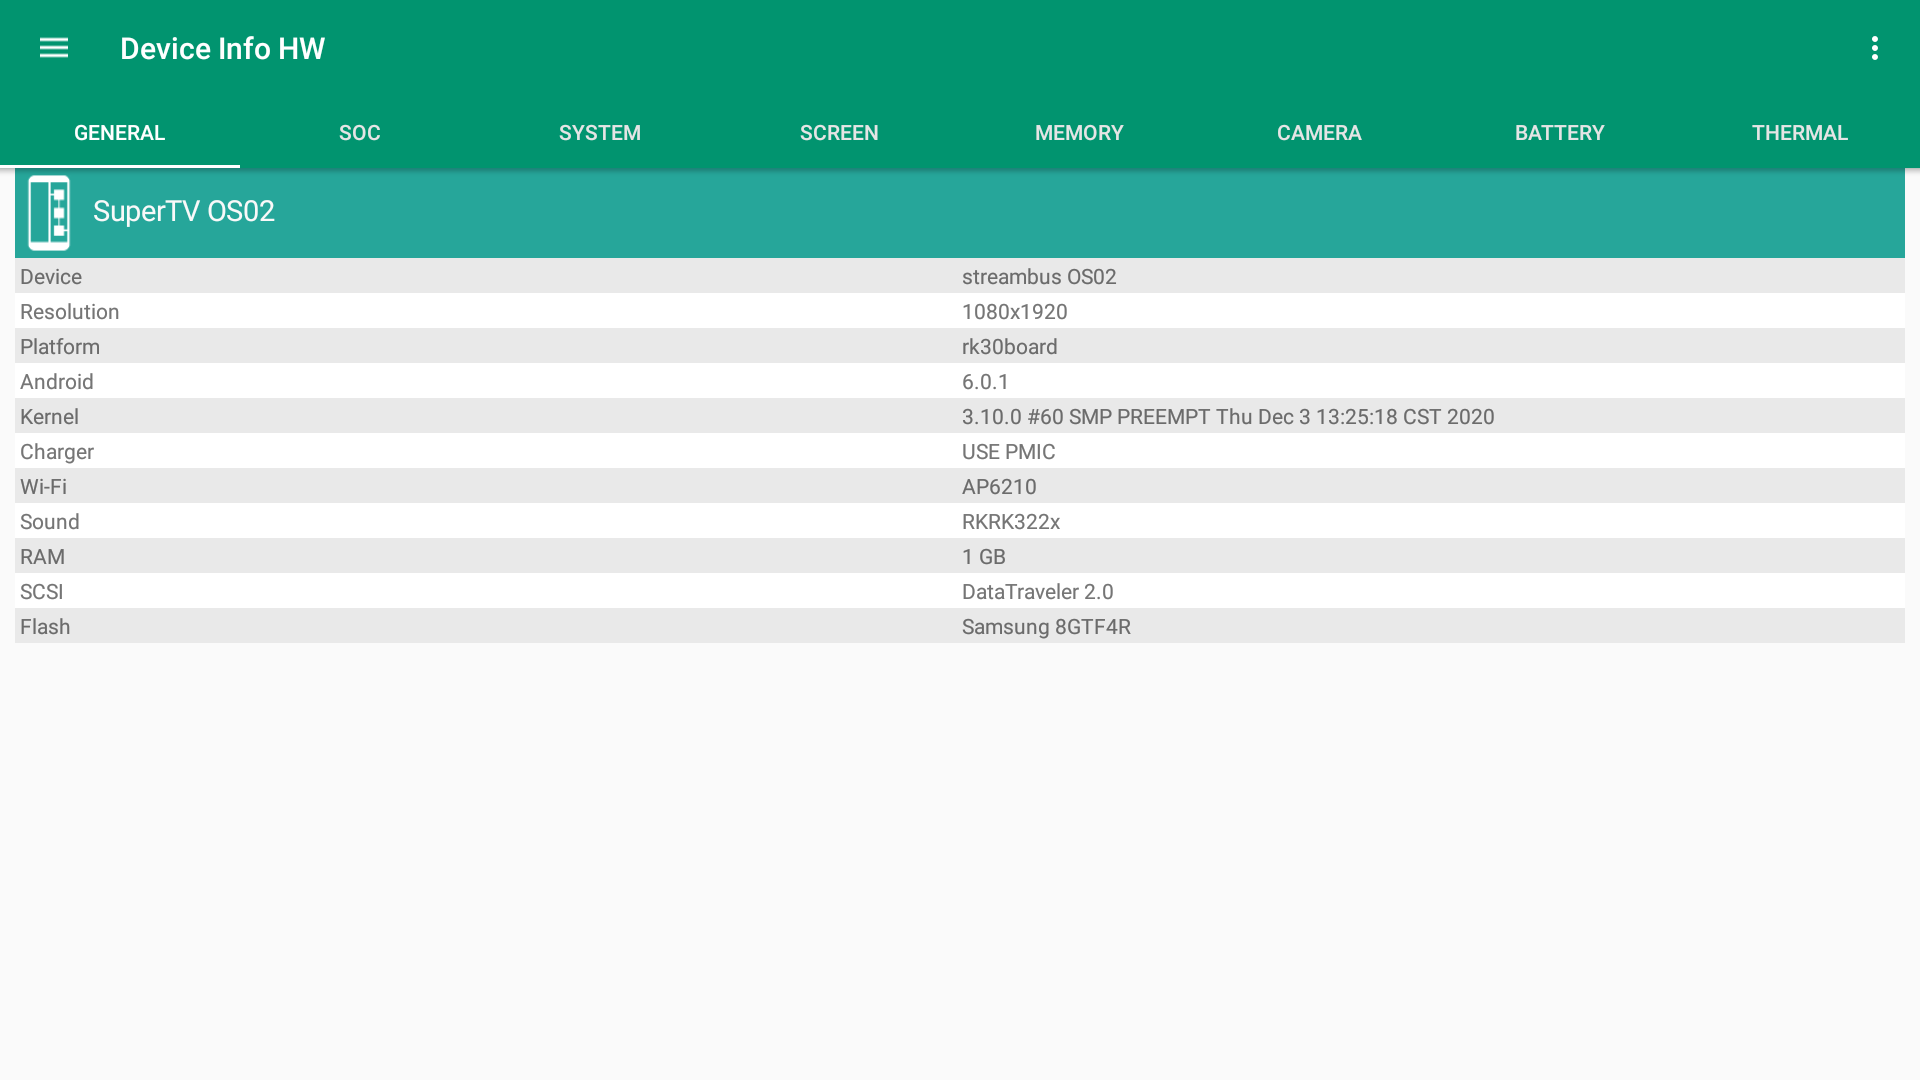 Device Info HW
GENERAL SOC SYSTEM SCREEN MEMORY CAMERA BATTERY THERMAL
SuperTV OS02
Device streambus OS02
Resolution 1080x1920
Platform rk30board
Android 6.0.1
Kernel 3.10.0 #60 SMP PREEMPT Thu Dec 3 13:25:18 CST 2020
Charger USE PMIC
Wi-Fi AP6210
Sound RKRK322x
RAM 1 GB
SCSI DataTraveler 2.0
Flash Samsung 8GTF4R